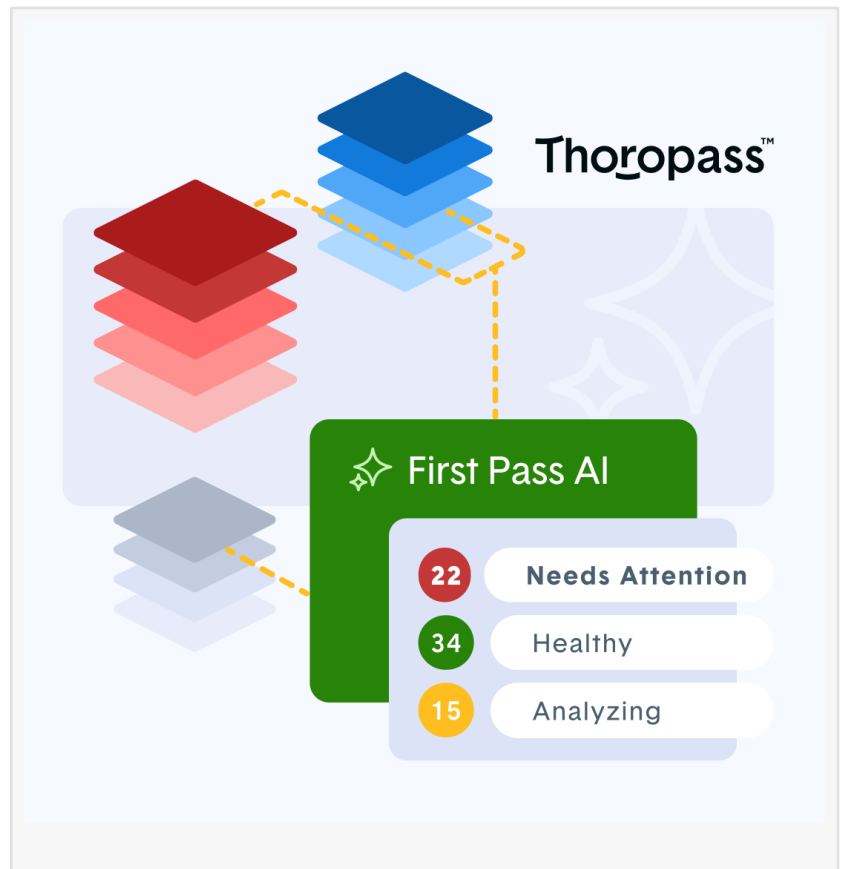 Thoropass™
First Pass AI
22 Needs Attention
34 Healthy
15 Analyzing